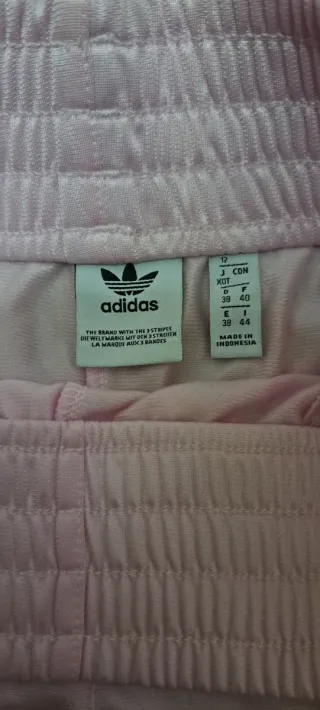 adidas
THE BRAND WITH THE 3 STRIPES
DIE WELTMARKE MIT DEN 3 STREIFEN
LA MARQUE AUX 3 BANDES
12
J CDN
XOT
D F
38 40
E I
38 44
MADE IN
INDONESIA